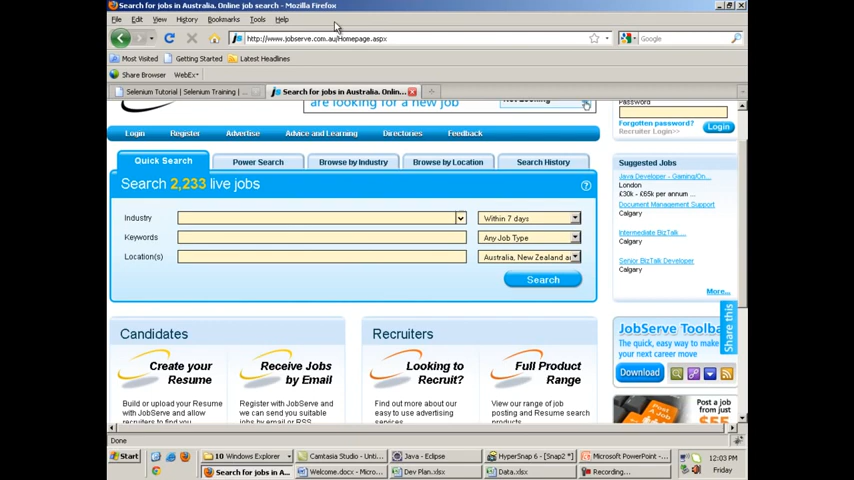 Search for jobs in Australia. Online job search - Mozilla Firefox
File Edit View History Bookmarks Tools Help
http://www.jobserve.com.au/Homepage.aspx
Google
Most Visited Getting Started Latest Headlines
Share Browser WebEx
Selenium Tutorial | Selenium Training | ...
Search for jobs in Australia. Onlin...
are looking for a new job
Password
Forgotten password?
Recruiter Login>>
Login
Login Register Advertise Advice and Learning Directories Feedback
Quick Search Power Search Browse by Industry Browse by Location Search History
Search 2,233 live jobs
Industry Within 7 days
Keywords Any Job Type
Location(s) Australia, New Zealand ar
Search
Suggested Jobs
Java Developer - Gaming/On...
London
£30k - £65k per annum ...
Document Management Support
Calgary
Intermediate BizTalk ...
Calgary
Senior BizTalk Developer
Calgary
More...
Share this
Candidates
Create your
Resume
Receive Jobs
by Email
Build or upload your Resume
with JobServe and allow
Register with JobServe and
we can send you suitable
jobs by email or RSS
Recruiters
Looking to
Recruit?
Full Product
Range
Find out more about our
easy to use advertising
services.
View our range of job
posting and Resume search
products.
JobServe Toolba
The quick, easy way to make
your next career move
Download
Post a job
from just
$55
Done
Start
10 Windows Explorer
Camtasia Studio - Unti...
Java - Eclipse
HyperSnap 6 - [Snap2 *]
Microsoft PowerPoint ...
12:03 PM
Search for jobs in A...
Welcome.docx - Micro...
Dev Plan.xlsx
Data.xlsx
Recording...
Friday